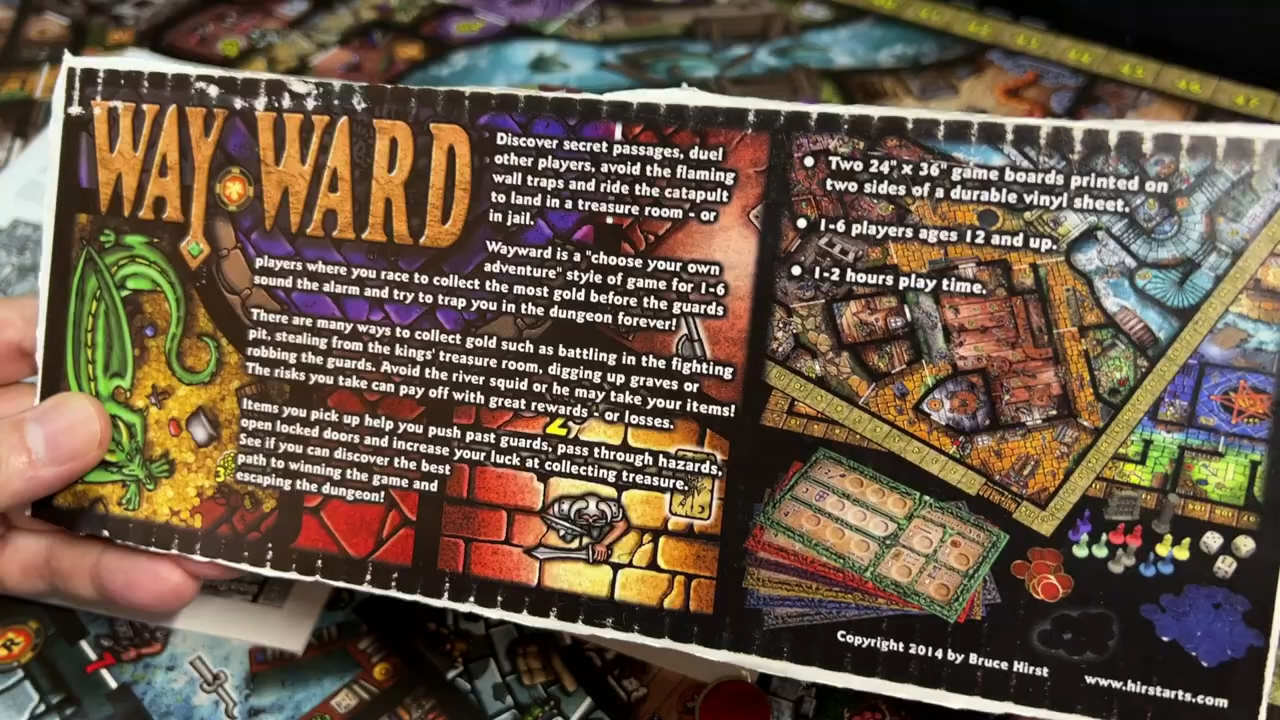 WAY WARD
Discover secret passages, duel
other players, avoid the flaming
wall traps and ride the catapult
to land in a treasure room - or
in jail.
Wayward is a "choose your own
adventure" style of game for 1-6
players where you race to collect the most gold before the guards
sound the alarm and try to trap you in the dungeon forever!
There are many ways to collect gold such as battling in the fighting
pit, stealing from the kings' treasure room, digging up graves or
robbing the guards. Avoid the river squid or he may take your items!
The risks you take can pay off with great rewards - or losses.
Items you pick up help you push past guards, pass through hazards,
open locked doors and increase your luck at collecting treasure.
See if you can discover the best
path to winning the game and
escaping the dungeon!
• Two 24" x 36" game boards printed on
two sides of a durable vinyl sheet.
• 1-6 players ages 12 and up.
• 1-2 hours play time.
Copyright 2014 by Bruce Hirst
www.hirstarts.com